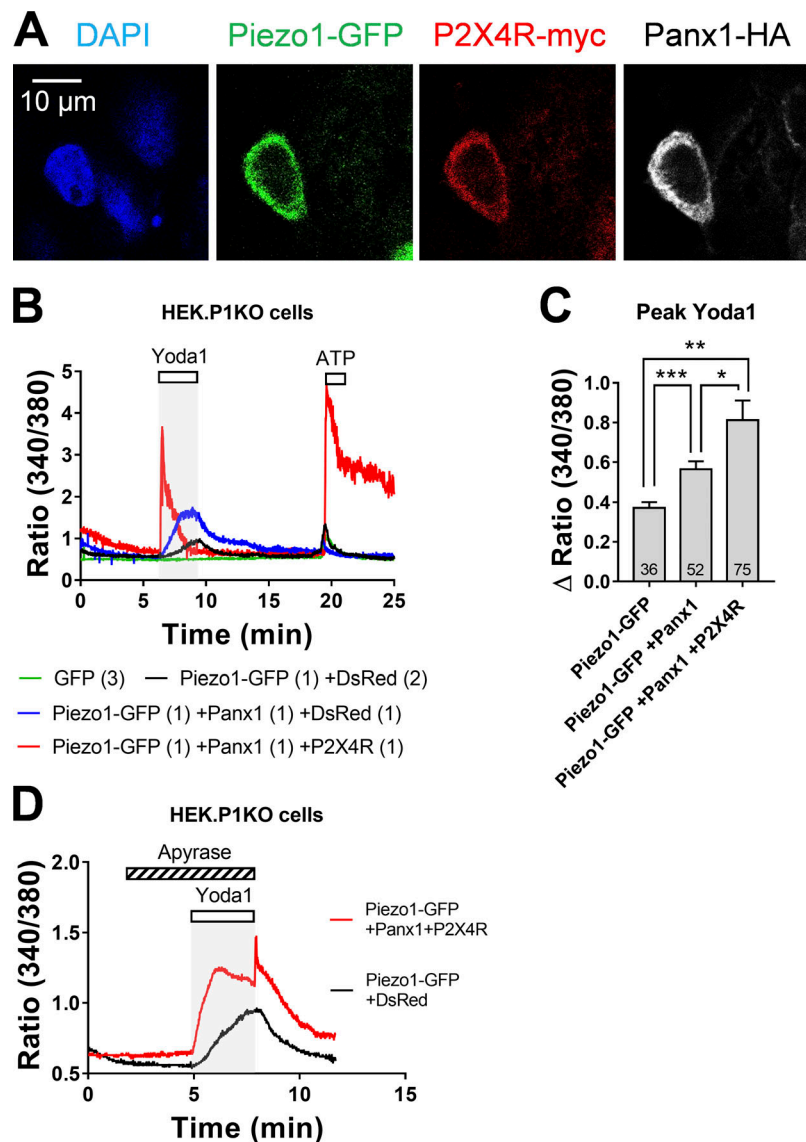 A
DAPI Piezo1-GFP P2X4R-myc Panx1-HA
10 µm
B
HEK.P1KO cells
Yoda1
ATP
Ratio (340/380)
5
4
3
2
1
0
0 5 10 15 20 25
Time (min)
GFP (3) Piezo1-GFP (1) +DsRed (2)
Piezo1-GFP (1) +Panx1 (1) +DsRed (1)
Piezo1-GFP (1) +Panx1 (1) +P2X4R (1)
C
Peak Yoda1
**
*** *
Δ Ratio (340/380)
1.0
0.8
0.6
0.4
0.2
0.0
36 52 75
Piezo1-GFP
Piezo1-GFP +Panx1
Piezo1-GFP +Panx1 +P2X4R
D
HEK.P1KO cells
Apyrase
Yoda1
Ratio (340/380)
2.0
1.5
1.0
0.5
0 5 10 15
Time (min)
Piezo1-GFP
+Panx1+P2X4R
Piezo1-GFP
+DsRed